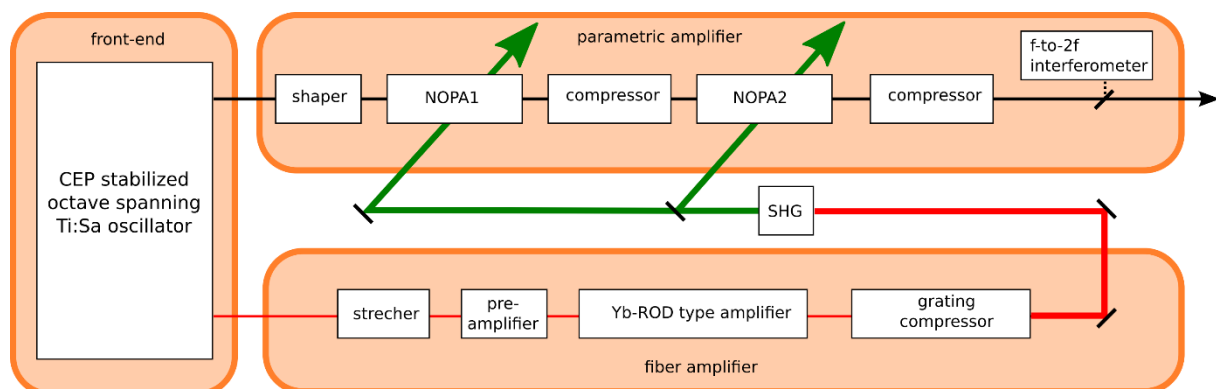 front-end
CEP stabilized
octave spanning
Ti:Sa oscillator
parametric amplifier
f-to-2f
interferometer
shaper
NOPA1
compressor
NOPA2
compressor
SHG
strecher
pre-
amplifier
Yb-ROD type amplifier
grating
compressor
fiber amplifier